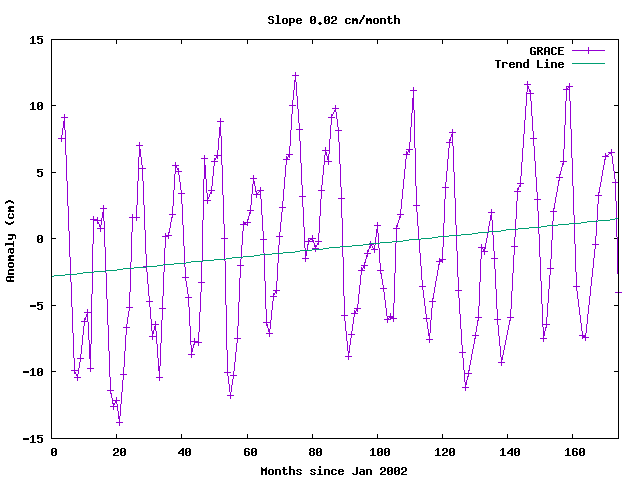 Slope 0.02 cm/month
GRACE
Trend Line
15
10
5
0
-5
-10
-15
Anomaly (cm)
0 20 40 60 80 100 120 140 160
Months since Jan 2002